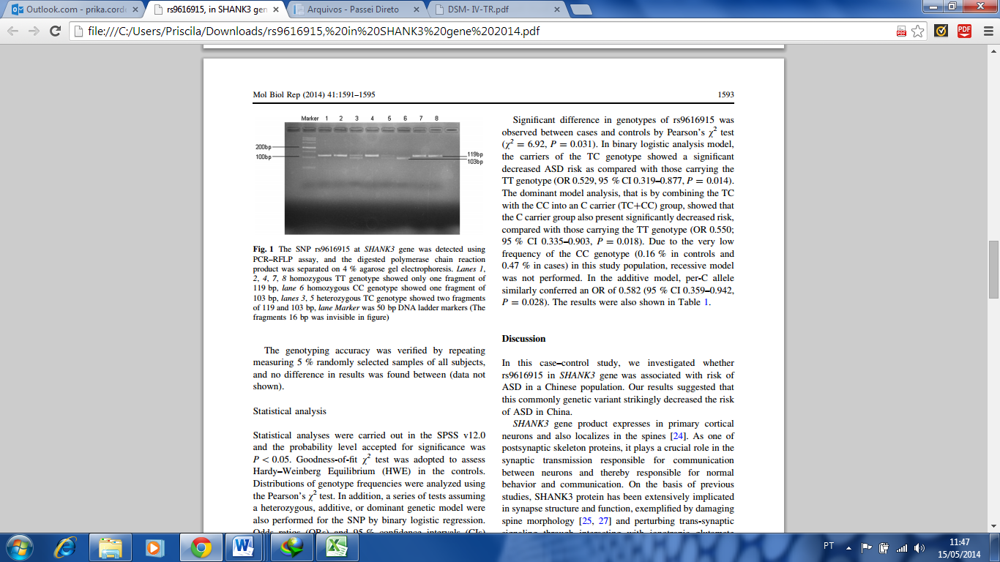 Outlook.com - prika.cord
rs9616915, in SHANK3 gen
Arquivos - Passei Direto
DSM- IV-TR.pdf
file:///C:/Users/Priscila/Downloads/rs9616915,%20in%20SHANK3%20gene%202014.pdf
Mol Biol Rep (2014) 41:1591–1595
1593
Marker 1 2 3 4 5 6 7 8
200bp
100bp
119bp
103bp
Fig. 1 The SNP rs9616915 at SHANK3 gene was detected using
PCR–RFLP assay, and the digested polymerase chain reaction
product was separated on 4 % agarose gel electrophoresis. Lanes 1,
2, 4, 7, 8 homozygous TT genotype showed only one fragment of
119 bp, lane 6 homozygous CC genotype showed one fragment of
103 bp, lanes 3, 5 heterozygous TC genotype showed two fragments
of 119 and 103 bp, lane Marker was 50 bp DNA ladder markers (The
fragments 16 bp was invisible in figure)
The genotyping accuracy was verified by repeating
measuring 5 % randomly selected samples of all subjects,
and no difference in results was found between (data not
shown).
Statistical analysis
Statistical analyses were carried out in the SPSS v12.0
and the probability level accepted for significance was
P < 0.05. Goodness-of-fit χ² test was adopted to assess
Hardy–Weinberg Equilibrium (HWE) in the controls.
Distributions of genotype frequencies were analyzed using
the Pearson's χ² test. In addition, a series of tests assuming
a heterozygous, additive, or dominant genetic model were
also performed for the SNP by binary logistic regression.
Odds ratios (ORs) and 95 % confidence intervals (CIs)
Significant difference in genotypes of rs9616915 was
observed between cases and controls by Pearson's χ² test
(χ² = 6.92, P = 0.031). In binary logistic analysis model,
the carriers of the TC genotype showed a significant
decreased ASD risk as compared with those carrying the
TT genotype (OR 0.529, 95 % CI 0.319–0.877, P = 0.014).
The dominant model analysis, that is by combining the TC
with the CC into an C carrier (TC+CC) group, showed that
the C carrier group also present significantly decreased risk,
compared with those carrying the TT genotype (OR 0.550;
95 % CI 0.335–0.903, P = 0.018). Due to the very low
frequency of the CC genotype (0.16 % in controls and
0.47 % in cases) in this study population, recessive model
was not performed. In the additive model, per-C allele
similarly conferred an OR of 0.582 (95 % CI 0.359–0.942,
P = 0.028). The results were also shown in Table 1.
Discussion
In this case–control study, we investigated whether
rs9616915 in SHANK3 gene was associated with risk of
ASD in a Chinese population. Our results suggested that
this commonly genetic variant strikingly decreased the risk
of ASD in China.
SHANK3 gene product expresses in primary cortical
neurons and also localizes in the spines [24]. As one of
postsynaptic skeleton proteins, it plays a crucial role in the
synaptic transmission responsible for communication
between neurons and thereby responsible for normal
behavior and communication. On the basis of previous
studies, SHANK3 protein has been extensively implicated
in synapse structure and function, exemplified by damaging
spine morphology [25, 27] and perturbing trans-synaptic
signaling through interacting with ionotropic glutamate
PT
11:47
15/05/2014